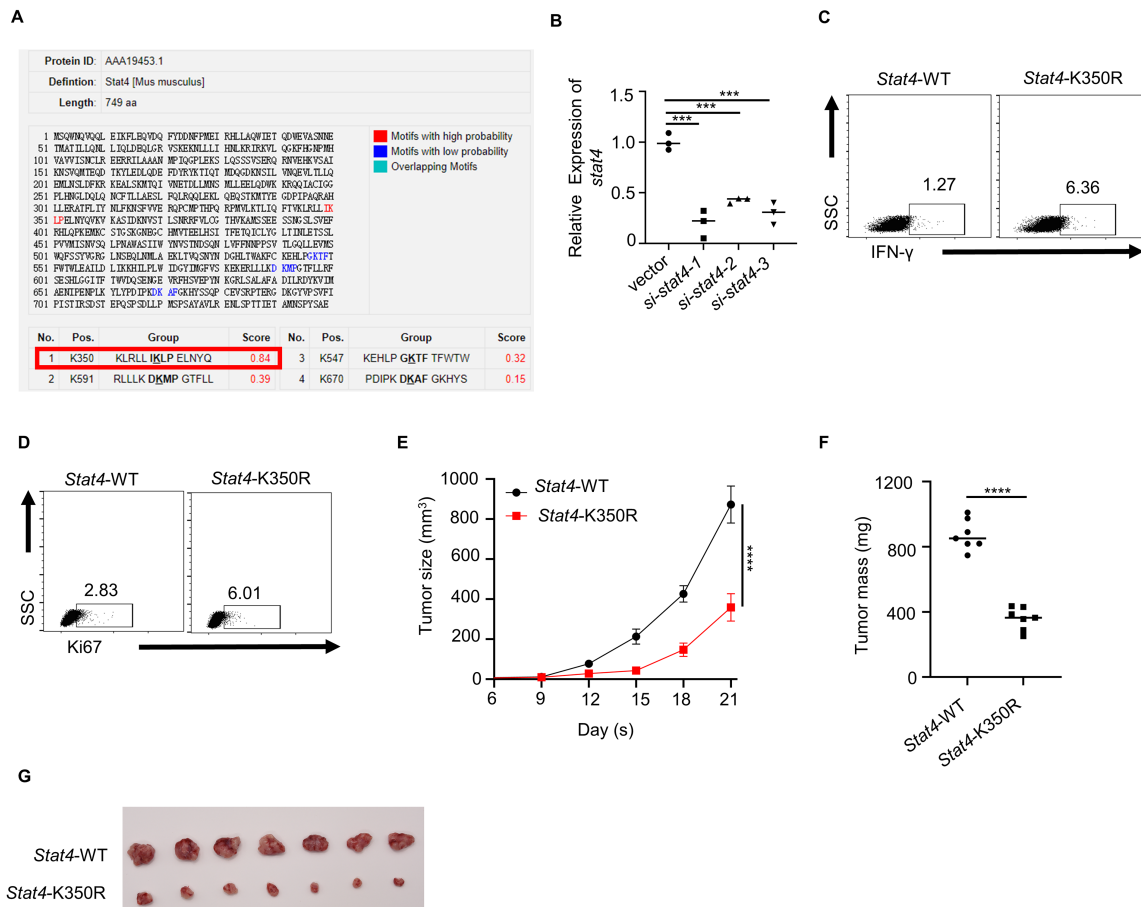 A
Protein ID: AAA19453.1
Defintion: Stat4 [Mus musculus]
Length: 749 aa
1 MSQWNQVQQL EIKFLEQVDQ FYDDNFPMEI RHLLAQWIET QDWEVASNNE
51 TMATILLQNL LIQLDEQLGR VSKEKNLLLI HNLKRIRKVL QGKFHGNPMH
101 VAVVISNCLR EERRILAAANM MPIQGPLEKS LQSSSVSERQ RNVEHKVSAI
151 KNSVQMTEQD TKYLEDLQDE FDYRYKTIQT MDQGDKNSIL VNQEVLTLLQ
201 EMLNSLDFKR KEALSKMTQI VNETDLLMNS MLLEELQDWK KRQQIACIGG
251 PLHNGLDQLQ NCFTLLAESL FQLRQQLEKL QEQSTKMTYE GDPIPAQRAH
301 LLERATFLIY NLFKNSFVVE RQPCMPTHPQ RPMVLKTLIQ FTVKLRLL IK
351 LPELNYQVKV KASIDKNVST LSNRRFVLCG THVKAMSSEE SSNGSLSVEF
401 RHLQPKEMKC STGSKGNEGC HMVTEELHSI TFETQICLYG LTINLETSSL
451 PVVMISNVSQ LPNAWASIIW YNVSTNDSQN LVFFNNPPSV TLGQLLEVMS
501 WQFSSYVGRG LNSEQLNMLA EKLTVQSNYN DGHLTWAKFC KEHLPGKTFT
551 FWTWLEAILD LIKKHILPLW IDGYIMGFVS KEKERLLLKD KMPGTFLLRF
601 SESHLGGITF TWVDQSENGE VRFHSVEPYN KGRLSALAFA DILRDYKVIM
651 AENIPENPLK YLYPDIPKDK AFGKHYSSQP CEVSRPTERG DKGYVPSVFI
701 PISTIRSDST EPQSPSDLLP MSPSAYAVLR ENLSPTTIET AMNSPYSAE
Motifs with high probability
Motifs with low probability
Overlapping Motifs
No. Pos. Group Score No. Pos. Group Score
1 K350 KLRLL IKLP ELNYQ 0.84 3 K547 KEHLP GKTF TFWTW 0.32
2 K591 RLLLK DKMP GTFLL 0.39 4 K670 PDIPK DKAF GKHYS 0.15
B
Relative Expression of
stat4
1.5
1.0
0.5
0
***
***
***
vector
si-stat4-1
si-stat4-2
si-stat4-3
C
Stat4-WT
Stat4-K350R
1.27
6.36
SSC
IFN-γ
D
Stat4-WT
Stat4-K350R
2.83
6.01
SSC
Ki67
E
Tumor size (mm³)
1000
800
600
400
200
0
6 9 12 15 18 21
Day (s)
Stat4-WT
Stat4-K350R
****
F
Tumor mass (mg)
1200
800
400
0
****
Stat4-WT
Stat4-K350R
G
Stat4-WT
Stat4-K350R